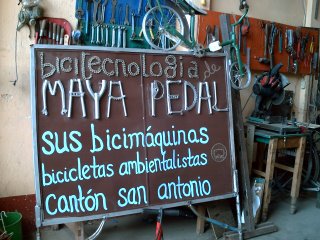 bicitecnología de
MAYA PEDAL
sus bicimáquinas
bicicletas ambientalistas
cantón san antonio